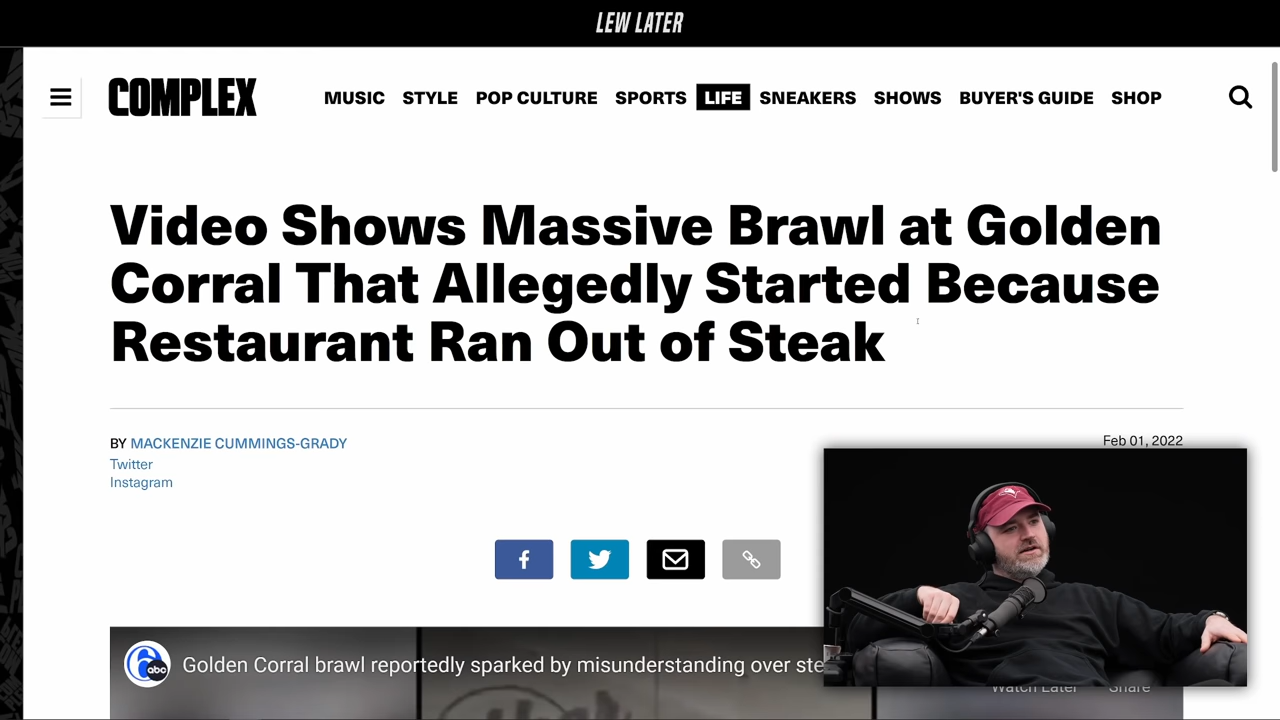 LEW LATER
COMPLEX
MUSIC STYLE POP CULTURE SPORTS LIFE SNEAKERS SHOWS BUYER'S GUIDE SHOP
Video Shows Massive Brawl at Golden
Corral That Allegedly Started Because
Restaurant Ran Out of Steak
BY MACKENZIE CUMMINGS-GRADY
Feb 01, 2022
Twitter
Instagram
abc
Golden Corral brawl reportedly sparked by misunderstanding over ste
Watch Later Share